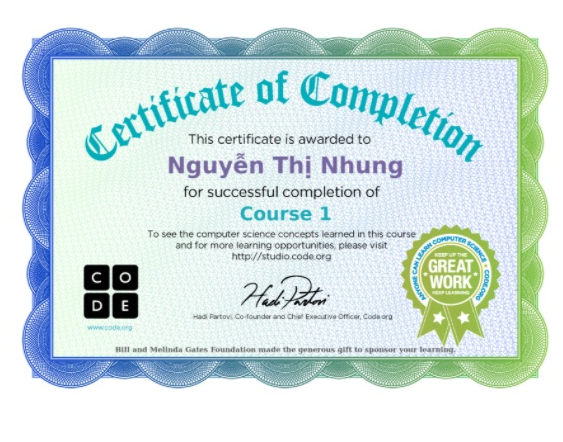 Certificate of Completion
This certificate is awarded to
Nguyễn Thị Nhung
for successful completion of
Course 1
To see the computer science concepts learned in this course
and for more learning opportunities, please visit
http://studio.code.org
ANYONE CAN LEARN COMPUTER SCIENCE - CODE.ORG
KEEP UP THE
GREAT
WORK
KEEP LEARNING
C O
D E
www.code.org
Hadi Partovi
Hadi Partovi, Co-founder and Chief Executive Officer, Code.org
Bill and Melinda Gates Foundation made the generous gift to sponsor your learning.